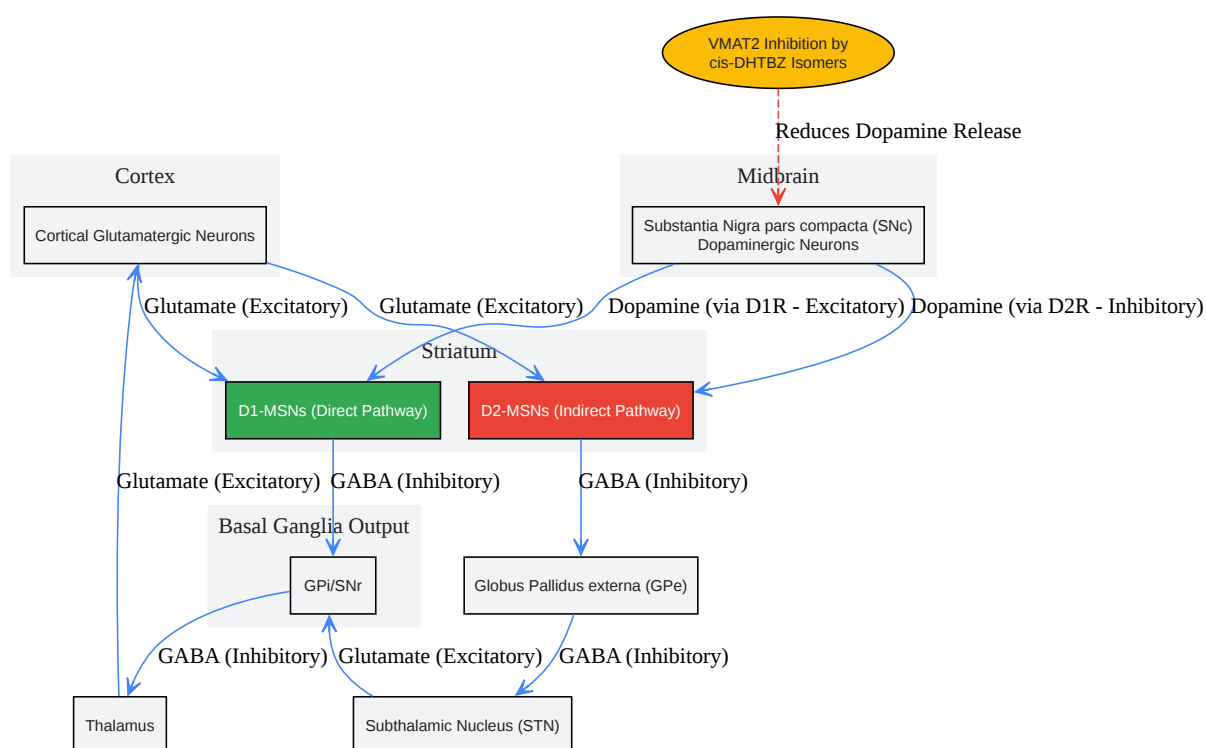 VMAT2 Inhibition by
cis-DHTBZ Isomers
Reduces Dopamine Release
Cortex
Midbrain
Cortical Glutamatergic Neurons
Substantia Nigra pars compacta (SNc)
Dopaminergic Neurons
Glutamate (Excitatory)
Glutamate (Excitatory)
Dopamine (via D1R - Excitatory)
Dopamine (via D2R - Inhibitory)
Striatum
D1-MSNs (Direct Pathway)
D2-MSNs (Indirect Pathway)
Glutamate (Excitatory)
GABA (Inhibitory)
GABA (Inhibitory)
Basal Ganglia Output
GPi/SNr
Globus Pallidus externa (GPe)
GABA (Inhibitory)
Glutamate (Excitatory)
GABA (Inhibitory)
Thalamus
Subthalamic Nucleus (STN)